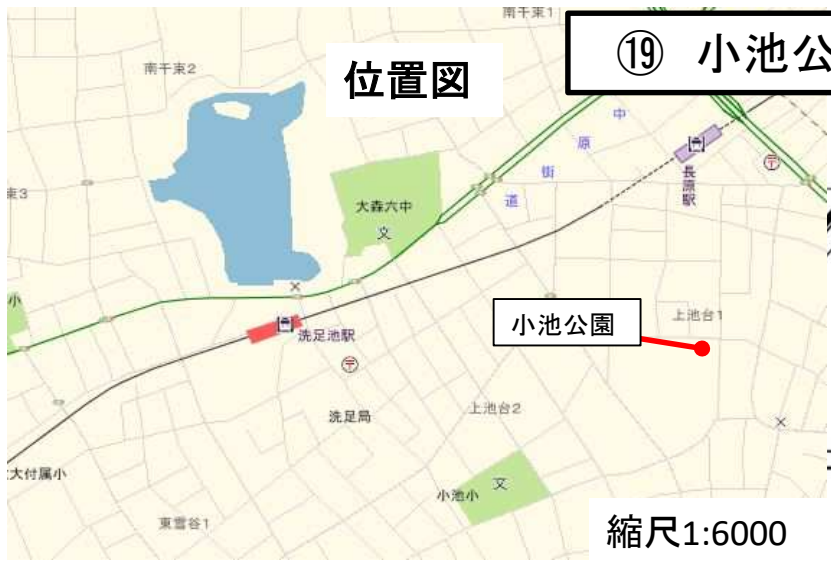 南千束1
⑲ 小池公
位置図
南千束2
中
原
街
道
長原駅
東3
大森六中
文
小
上池台1
小池公園
洗足池駅
洗足局
上池台2
文
小池小
大付属小
東雪谷1
縮尺1:6000